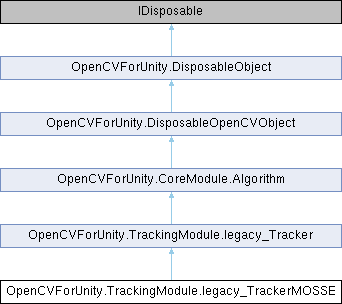 IDisposable
OpenCVForUnity.DisposableObject
OpenCVForUnity.DisposableOpenCVObject
OpenCVForUnity.CoreModule.Algorithm
OpenCVForUnity.TrackingModule.legacy_Tracker
OpenCVForUnity.TrackingModule.legacy_TrackerMOSSE